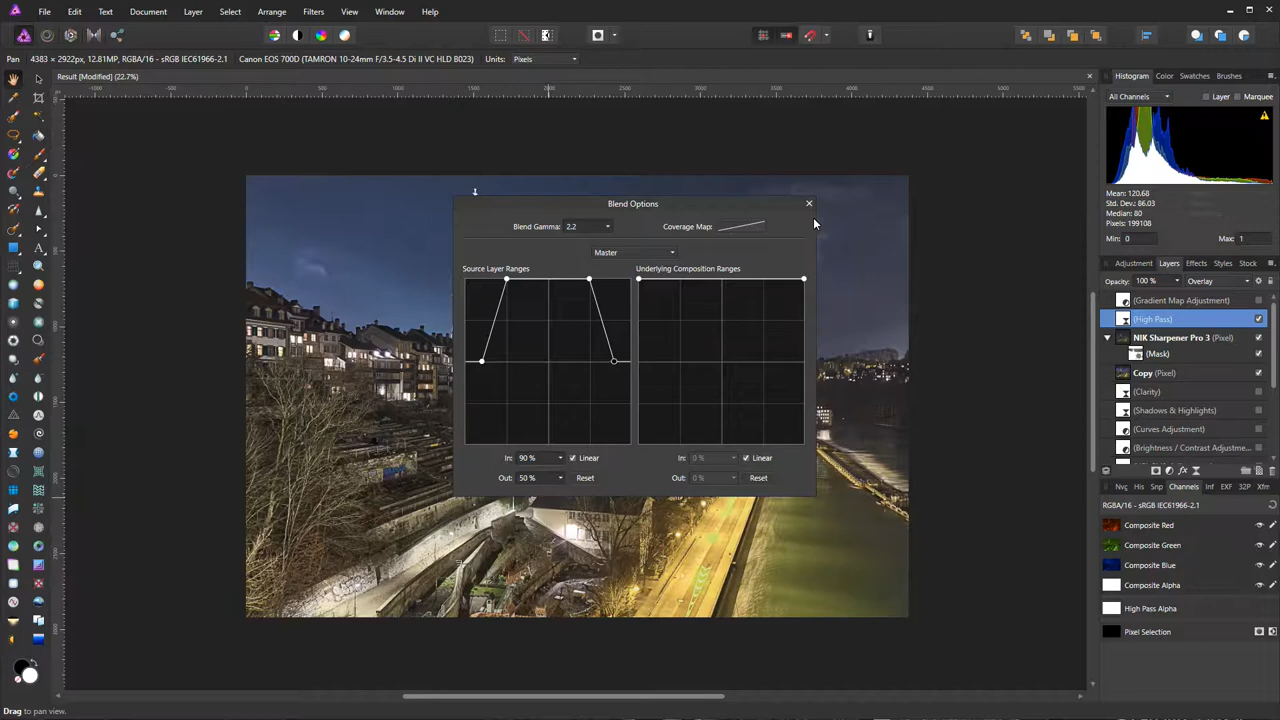 File Edit Text Document Layer Select Arrange Filters View Window Help
Pan 4383 × 2922px, 12.81MP, RGBA/16 - sRGB IEC61966-2.1 Canon EOS 700D (TAMRON 10-24mm F/3.5-4.5 Di II VC HLD B023) Units: Pixels
Result [Modified] (22.7%)
Histogram Color Swatches Brushes
All Channels Layer Marquee
Mean: 120.68
Std. Dev.: 86.03
Median: 80
Pixels: 199108
Min: 0 Max: 1
Adjustment Layers Effects Styles Stock
Opacity: 100 % Overlay
(Gradient Map Adjustment)
(High Pass)
NIK Sharpener Pro 3 (Pixel)
(Mask)
Copy (Pixel)
(Clarity)
(Shadows & Highlights)
(Curves Adjustment)
(Brightness / Contrast Adjustme...
Nvg His Snp Channels Inf EXF 32P Xfm
RGBA/16 - sRGB IEC61966-2.1
Composite Red
Composite Green
Composite Blue
Composite Alpha
High Pass Alpha
Pixel Selection
Blend Options
Blend Gamma: 2.2 Coverage Map:
Master
Source Layer Ranges Underlying Composition Ranges
In: 90 % Linear In: 0 % Linear
Out: 50 % Reset Out: 0 % Reset
Drag to pan view.